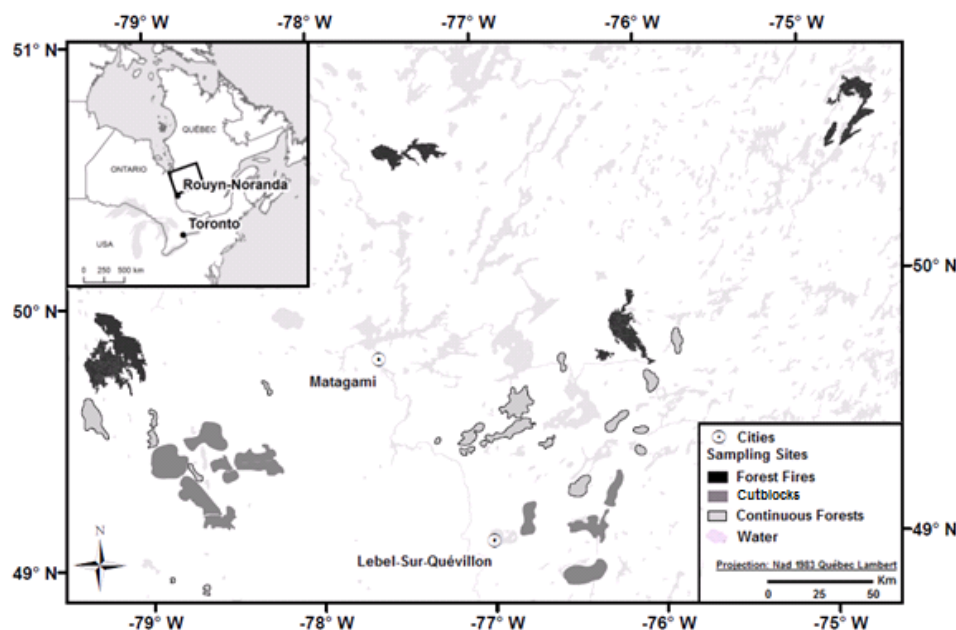 -79° W -78° W -77° W -76° W -75° W
51° N
QUÉBEC
ONTARIO
Rouyn-Noranda
Toronto
USA
0 250 500 km
50° N
50° N
Matagami
Cities
Sampling Sites
Forest Fires
Cutblocks
Continuous Forests
Water
Projection: Nad 1983 Québec Lambert
Km
0 25 50
N
Lebel-Sur-Quévillon
49° N
49° N
-79° W -78° W -77° W -76° W -75° W